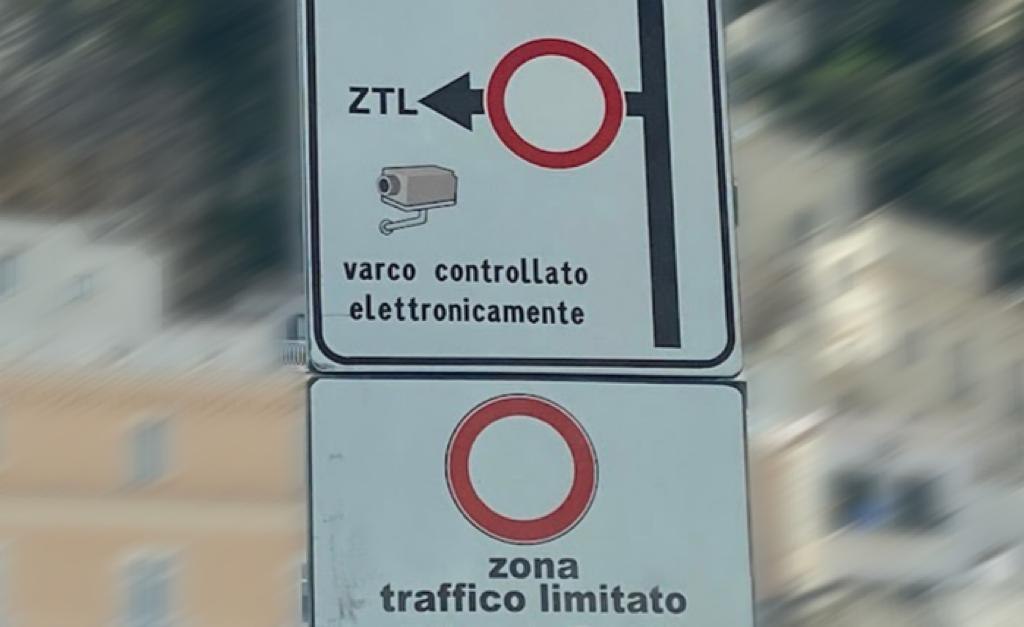 ZTL
varco controllato
elettronicamente
zona
traffico limitato